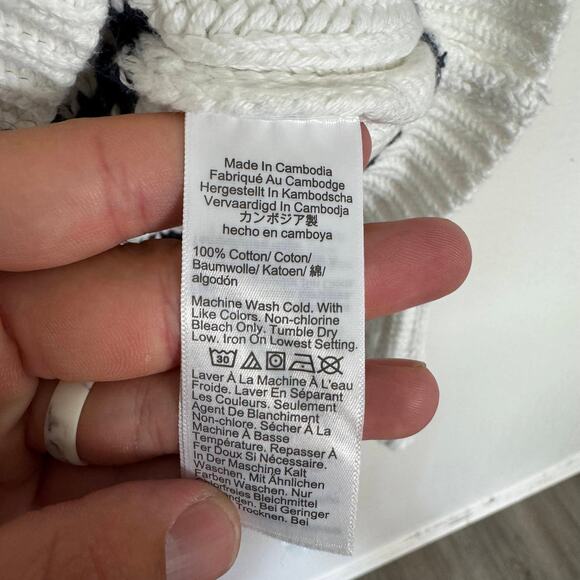 Made In Cambodia
Fabriqué Au Cambodge
Hergestellt In Kambodscha
Vervaardigd In Cambodja
カンボジア製
hecho en camboya
100% Cotton/ Coton/
Baumwolle/ Katoen/ 綿/
algodón
Machine Wash Cold. With
Like Colors. Non-chlorine
Bleach Only. Tumble Dry
Low. Iron On Lowest Setting.
30
Laver À La Machine À L'eau
Froide. Laver En Séparant
Les Couleurs. Seulement
Agent De Blanchiment
Non-chlore. Sécher À La
Machine À Basse
Température. Repasser À
Fer Doux Si Nécessaire.
In Der Maschine Kalt
Waschen. Mit Ähnlichen
Farben Waschen. Nur
Bleichmittel
Bei Geringer
Trocknen. Bei